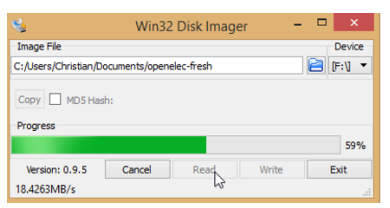 Win32 Disk Imager
Image File
Device
C:/Users/Christian/Documents/openelec-fresh
[F:\]
Copy
MD5 Hash:
Progress
59%
Version: 0.9.5
Cancel
Read
Write
Exit
18.4263MB/s